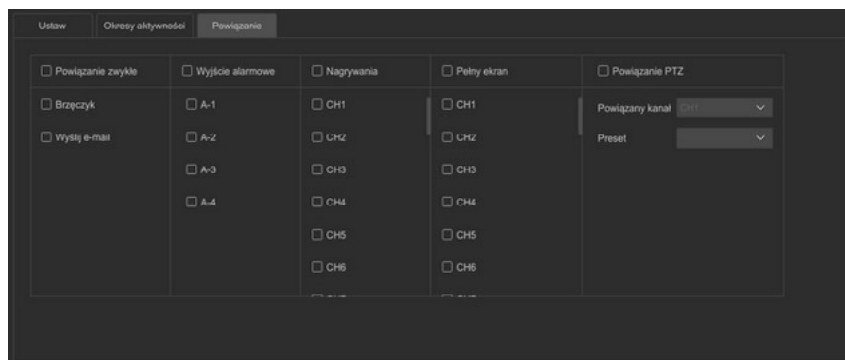 Ustaw Okresy aktywności Powiązanie
Powiązanie zwykłe Wyjście alarmowe Nagrywania Pełny ekran Powiązanie PTZ
Brzęczyk A-1 CH1 CH1 Powiązany kanał CH1
Wyślij e-mail A-2 CH2 CH2 Preset
A-3 CH3 CH3
A-4 CH4 CH4
CH5 CH5
CH6 CH6